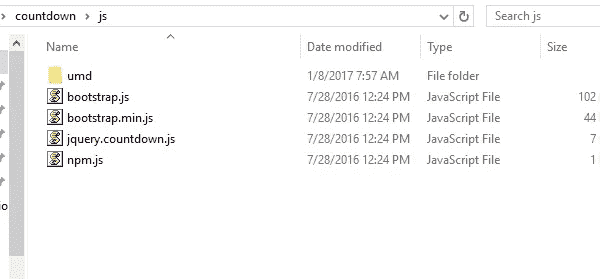 countdown > js Search js
Name Date modified Type Size
umd 1/8/2017 7:57 AM File folder
bootstrap.js 7/28/2016 12:24 PM JavaScript File 102
bootstrap.min.js 7/28/2016 12:24 PM JavaScript File 44
jquery.countdown.js 7/28/2016 12:24 PM JavaScript File 7
npm.js 7/28/2016 12:24 PM JavaScript File 1
io